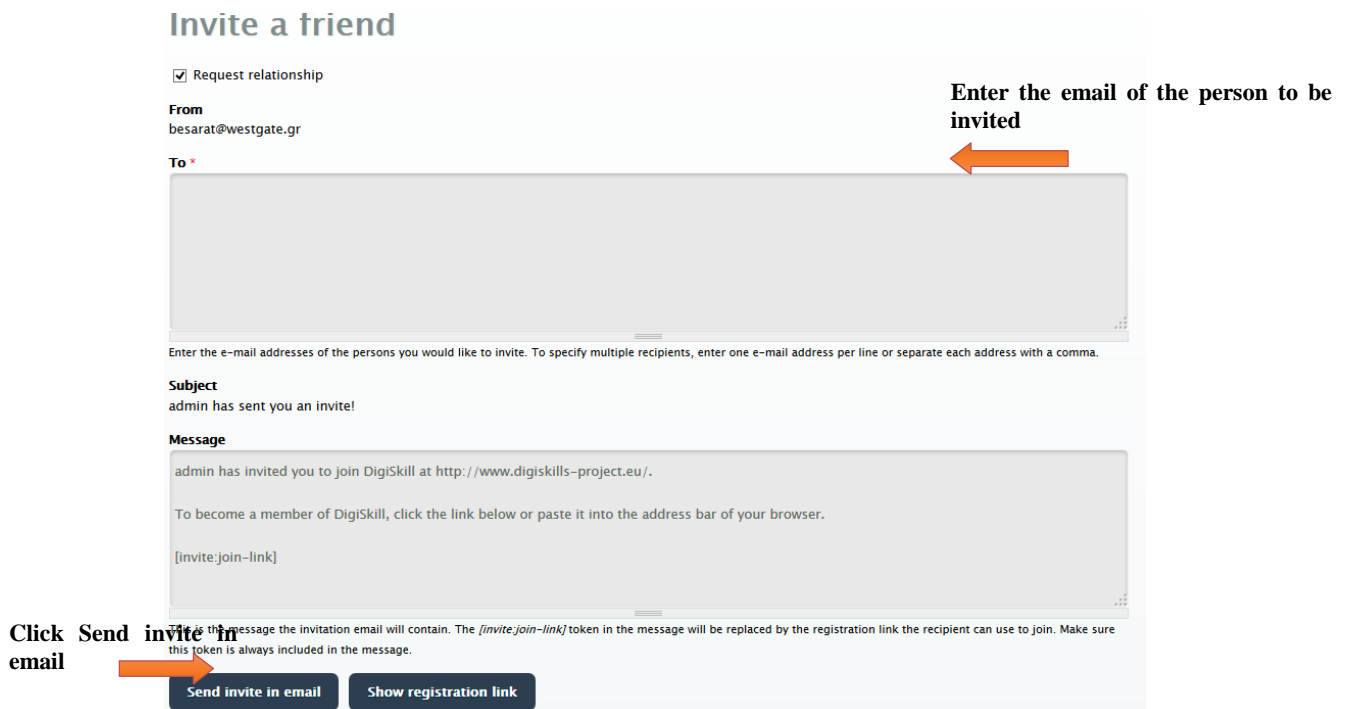 Invite a friend
Request relationship
Enter the email of the person to be
invited
From
besarat@westgate.gr
To *
Enter the e-mail addresses of the persons you would like to invite. To specify multiple recipients, enter one e-mail address per line or separate each address with a comma.
Subject
admin has sent you an invite!
Message
admin has invited you to join DigiSkill at http://www.digiskills-project.eu/.
To become a member of DigiSkill, click the link below or paste it into the address bar of your browser.
[invite:join-link]
Click Send invite in
email
This is the message the invitation email will contain. The [invite:join-link] token in the message will be replaced by the registration link the recipient can use to join. Make sure
this token is always included in the message.
Send invite in email
Show registration link